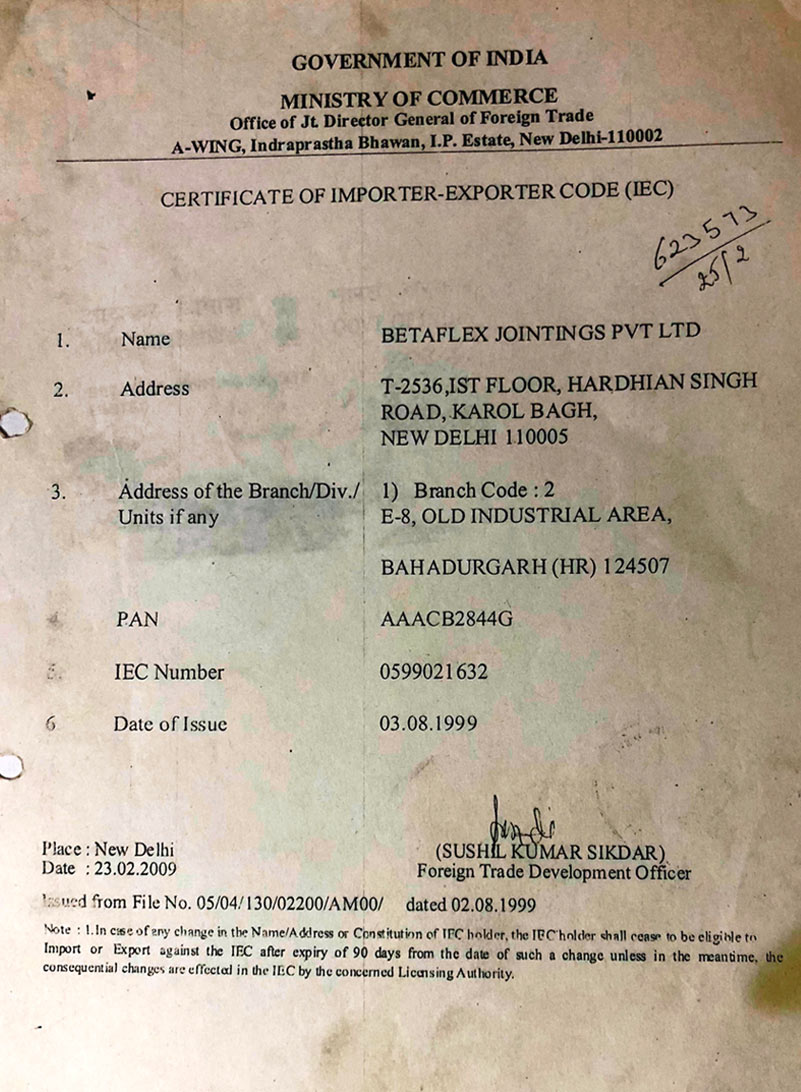 GOVERNMENT OF INDIA
MINISTRY OF COMMERCE
Office of Jt. Director General of Foreign Trade
A-WING, Indraprastha Bhawan, I.P. Estate, New Delhi-110002
CERTIFICATE OF IMPORTER-EXPORTER CODE (IEC)
623573
25/2
1. Name BETAFLEX JOINTINGS PVT LTD
2. Address T-2536,IST FLOOR, HARDHIAN SINGH
ROAD, KAROL BAGH,
NEW DELHI 110005
3. Address of the Branch/Div./ 1) Branch Code : 2
Units if any E-8, OLD INDUSTRIAL AREA,
BAHADURGARH (HR) 124507
4. PAN AAACB2844G
5. IEC Number 0599021632
6 Date of Issue 03.08.1999
(SUSHIL KUMAR SIKDAR)
Place : New Delhi
Date : 23.02.2009 Foreign Trade Development Officer
Issued from File No. 05/04/130/02200/AM00/ dated 02.08.1999
Note : 1.In case of any change in the Name/Address or Constitution of IEC holder, the IEC holder shall cease to be eligible to
Import or Export against the IEC after expiry of 90 days from the date of such a change unless in the meantime, the
consequential changes are effected in the IEC by the concerned Licensing Authority.